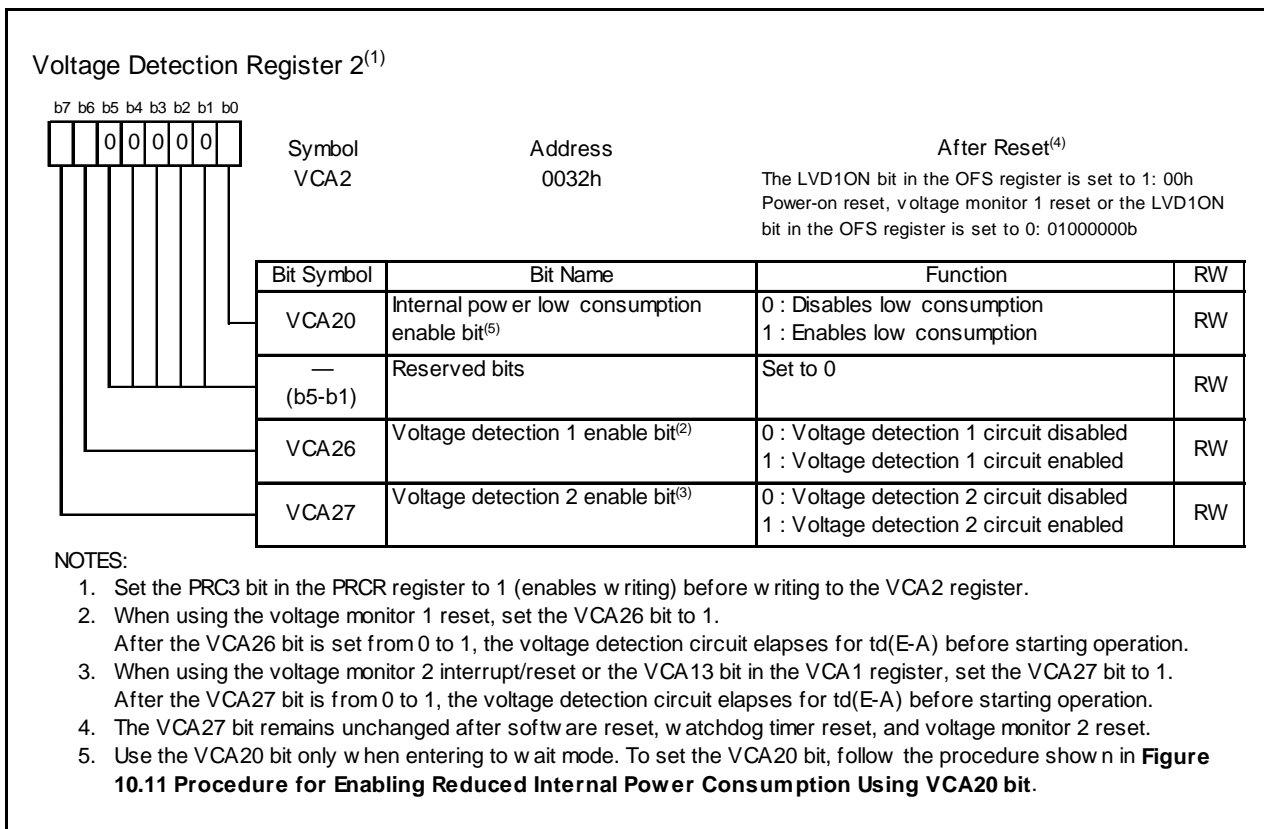 Voltage Detection Register 2(1)
b7 b6 b5 b4 b3 b2 b1 b0
0 0 0 0 0
Symbol Address After Reset(4)
VCA2 0032h The LVD1ON bit in the OFS register is set to 1: 00h
Power-on reset, voltage monitor 1 reset or the LVD1ON
bit in the OFS register is set to 0: 01000000b
Bit Symbol Bit Name Function RW
VCA20 Internal power low consumption enable bit(5) 0 : Disables low consumption RW
1 : Enables low consumption
— (b5-b1) Reserved bits Set to 0 RW
VCA26 Voltage detection 1 enable bit(2) 0 : Voltage detection 1 circuit disabled RW
1 : Voltage detection 1 circuit enabled
VCA27 Voltage detection 2 enable bit(3) 0 : Voltage detection 2 circuit disabled RW
1 : Voltage detection 2 circuit enabled
NOTES:
1. Set the PRC3 bit in the PRCR register to 1 (enables writing) before writing to the VCA2 register.
2. When using the voltage monitor 1 reset, set the VCA26 bit to 1.
After the VCA26 bit is set from 0 to 1, the voltage detection circuit elapses for td(E-A) before starting operation.
3. When using the voltage monitor 2 interrupt/reset or the VCA13 bit in the VCA1 register, set the VCA27 bit to 1.
After the VCA27 bit is from 0 to 1, the voltage detection circuit elapses for td(E-A) before starting operation.
4. The VCA27 bit remains unchanged after software reset, watchdog timer reset, and voltage monitor 2 reset.
5. Use the VCA20 bit only when entering to wait mode. To set the VCA20 bit, follow the procedure shown in Figure
10.11 Procedure for Enabling Reduced Internal Power Consumption Using VCA20 bit.